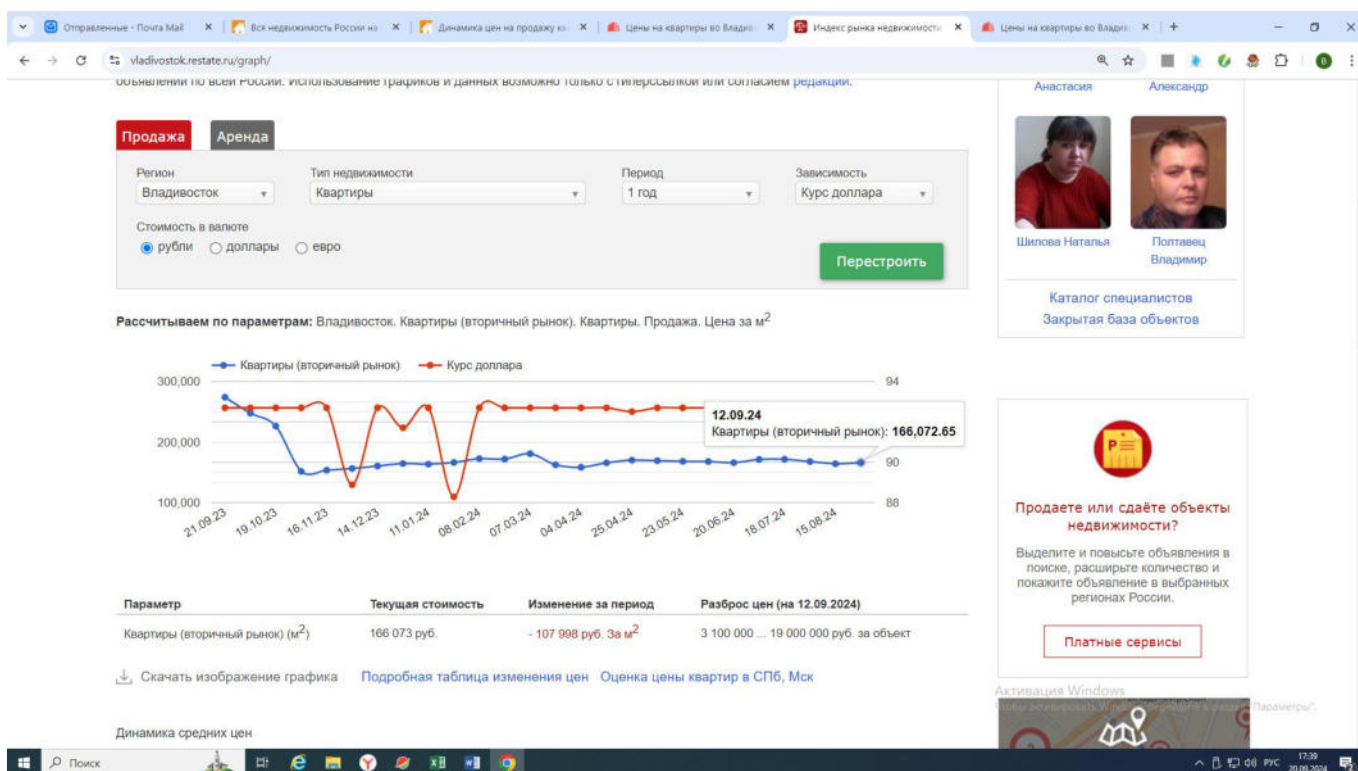 Отправленные - Почта Mail
Вся недвижимость России на
Динамика цен на продажу ква
Цены на квартиры во Владив
Индекс рынка недвижимости
Цены на квартиры во Владив
vladivostok.restate.ru/graph/
объявлений по всей России. Использование графиков и данных возможно только с гиперссылкой или согласием редакции.
Анастасия Александр
Продажа Аренда
Регион Тип недвижимости Период Зависимость
Владивосток Квартиры 1 год Курс доллара
Стоимость в валюте
рубли доллары евро
Перестроить
Шилова Наталья
Полтавец Владимир
Каталог специалистов
Закрытая база объектов
Рассчитываем по параметрам: Владивосток. Квартиры (вторичный рынок). Квартиры. Продажа. Цена за м2
Квартиры (вторичный рынок) Курс доллара
300,000 94
12.09.24
Квартиры (вторичный рынок): 166,072.65
200,000 90
100,000 88
21.09.23 19.10.23 16.11.23 14.12.23 11.01.24 08.02.24 07.03.24 04.04.24 25.04.24 23.05.24 20.06.24 18.07.24 15.08.24
Продаете или сдаёте объекты
недвижимости?
Выделите и повысьте объявления в
поиске, расширьте количество и
покажите объявление в выбранных
регионах России.
Платные сервисы
Параметр Текущая стоимость Изменение за период Разброс цен (на 12.09.2024)
Квартиры (вторичный рынок) (м2) 166 073 руб. - 107 998 руб. За м2 3 100 000 ... 19 000 000 руб. за объект
Скачать изображение графика Подробная таблица изменения цен Оценка цены квартир в СПб, Мск
Активация Windows
Чтобы активировать Windows, перейдите в раздел "Параметры".
Динамика средних цен
Поиск
РУС
17:39
20.09.2024